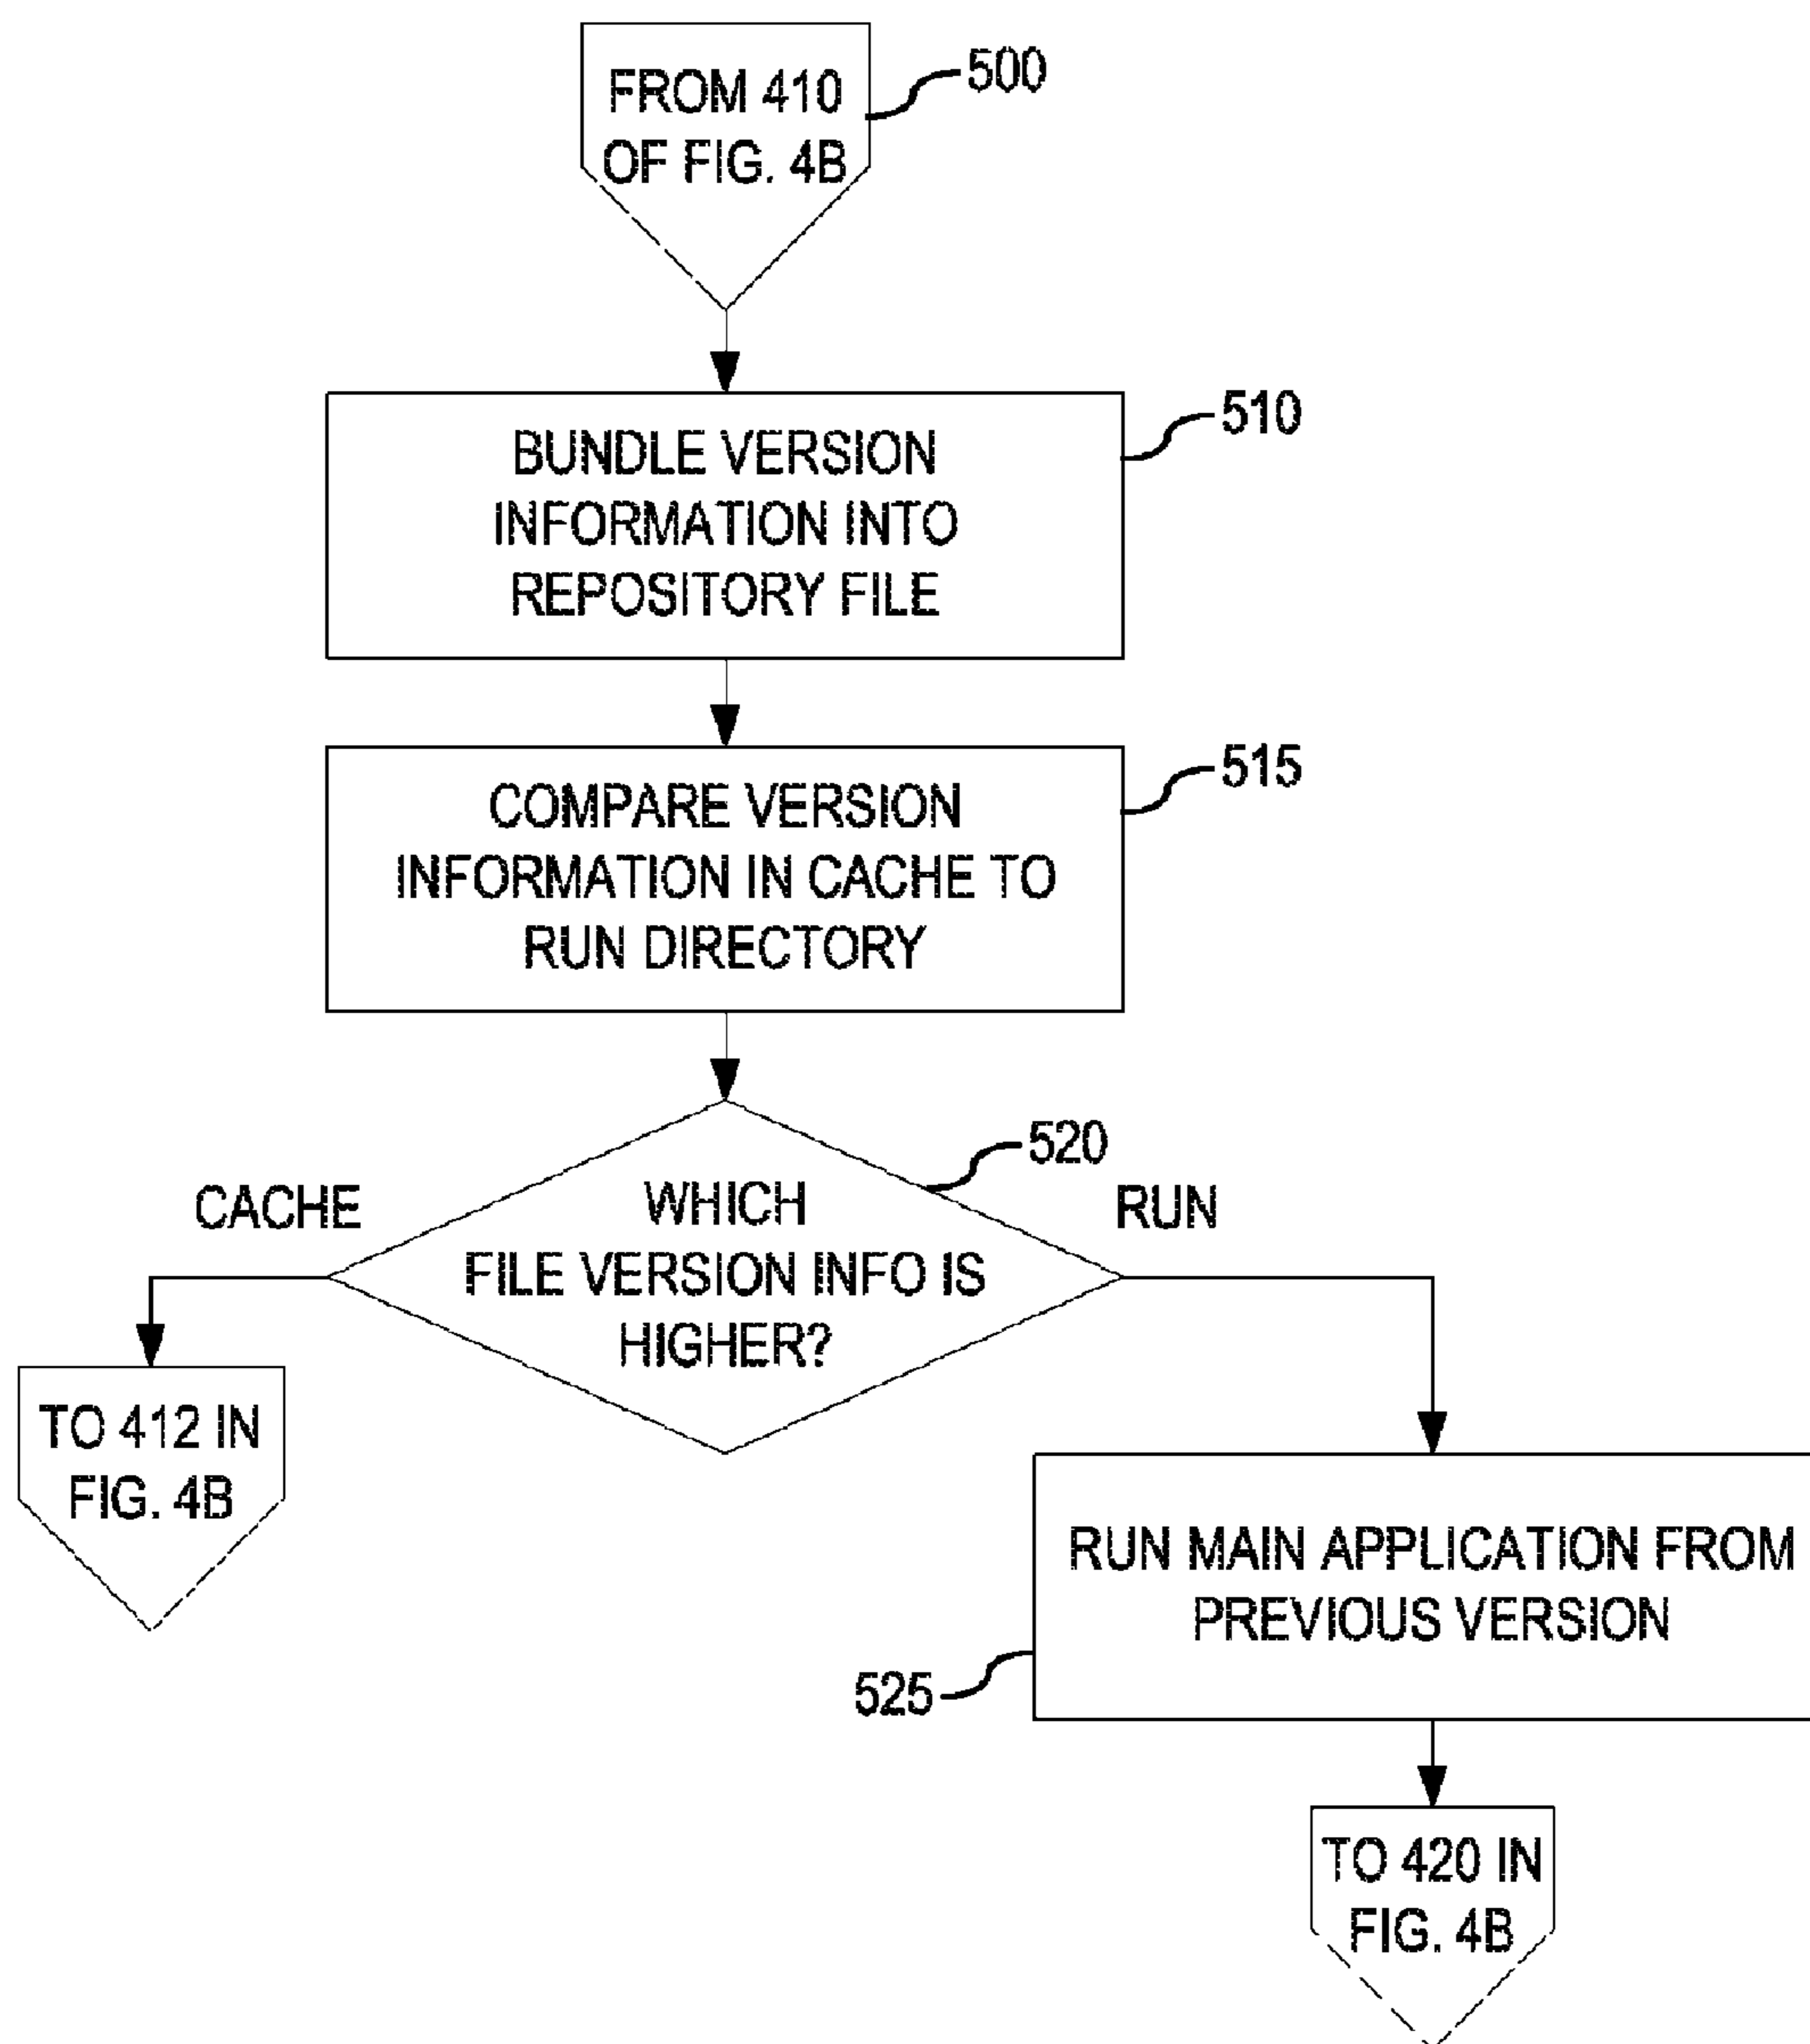 FROM 410
OF FIG. 4B
500
BUNDLE VERSION
INFORMATION INTO
REPOSITORY FILE
510
COMPARE VERSION
INFORMATION IN CACHE TO
RUN DIRECTORY
515
520
CACHE
WHICH
FILE VERSION INFO IS
HIGHER?
RUN
TO 412 IN
FIG. 4B
RUN MAIN APPLICATION FROM
PREVIOUS VERSION
525
TO 420 IN
FIG. 4B